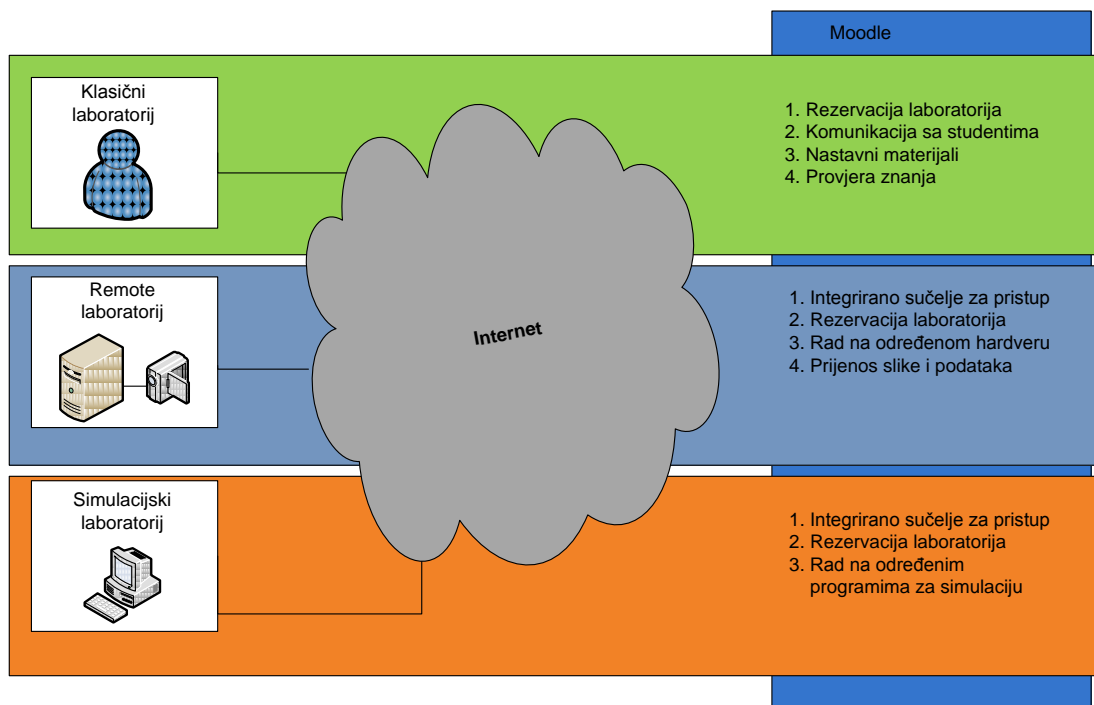 Moodle
Klasični
laboratorij
1. Rezervacija laboratorija
2. Komunikacija sa studentima
3. Nastavni materijali
4. Provjera znanja
Remote
laboratorij
Internet
1. Integrirano sučelje za pristup
2. Rezervacija laboratorija
3. Rad na određenom hardveru
4. Prijenos slike i podataka
Simulacijski
laboratorij
1. Integrirano sučelje za pristup
2. Rezervacija laboratorija
3. Rad na određenim
programima za simulaciju